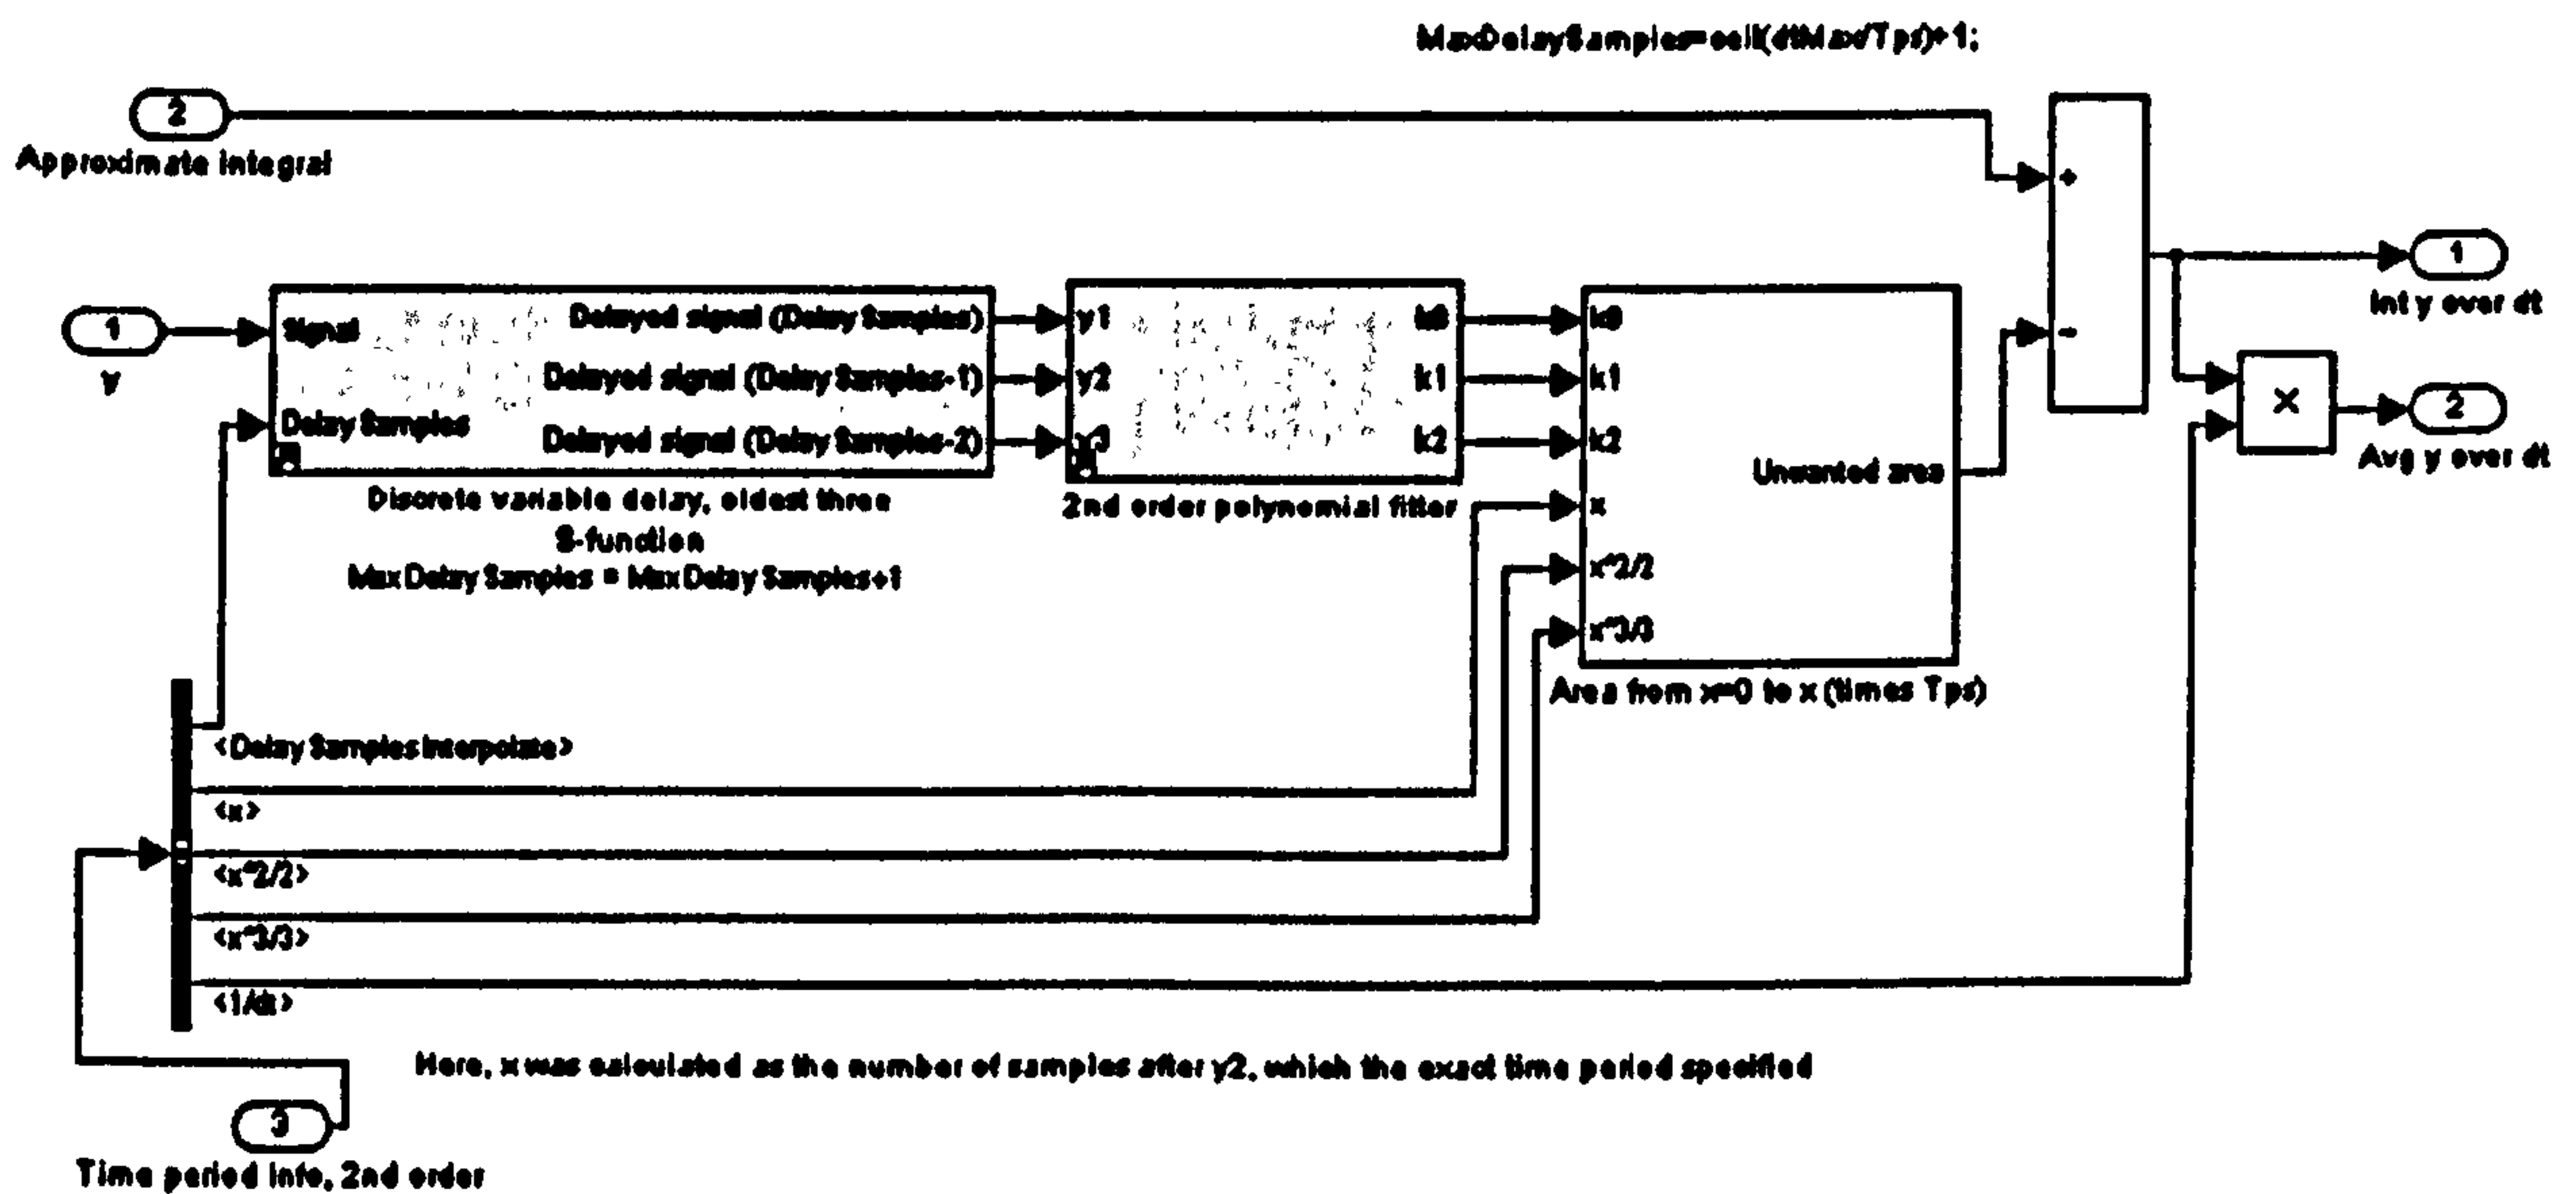 MaxDelaySamples=ceil(dtMax/Tps)+1;
2
Approximate integral
+
-
1
Int y over dt
1
y
Signal
Delay Samples
Delayed signal (Delay Samples)
Delayed signal (Delay Samples-1)
Delayed signal (Delay Samples-2)
Discrete variable delay, oldest three
S-function
MaxDelaySamples = MaxDelaySamples+1
y1
y2
y3
k0
k1
k2
2nd order polynomial fitter
k0
k1
k2
x
x^2/2
x^3/3
Unwanted area
Area from x=0 to x (times Tps)
×
2
Avg y over dt
<DelaySamplesInterpolate>
<x>
<x^2/2>
<x^3/3>
<1/dt>
Here, x was calculated as the number of samples after y2, which the exact time period specified
3
Time period info, 2nd order